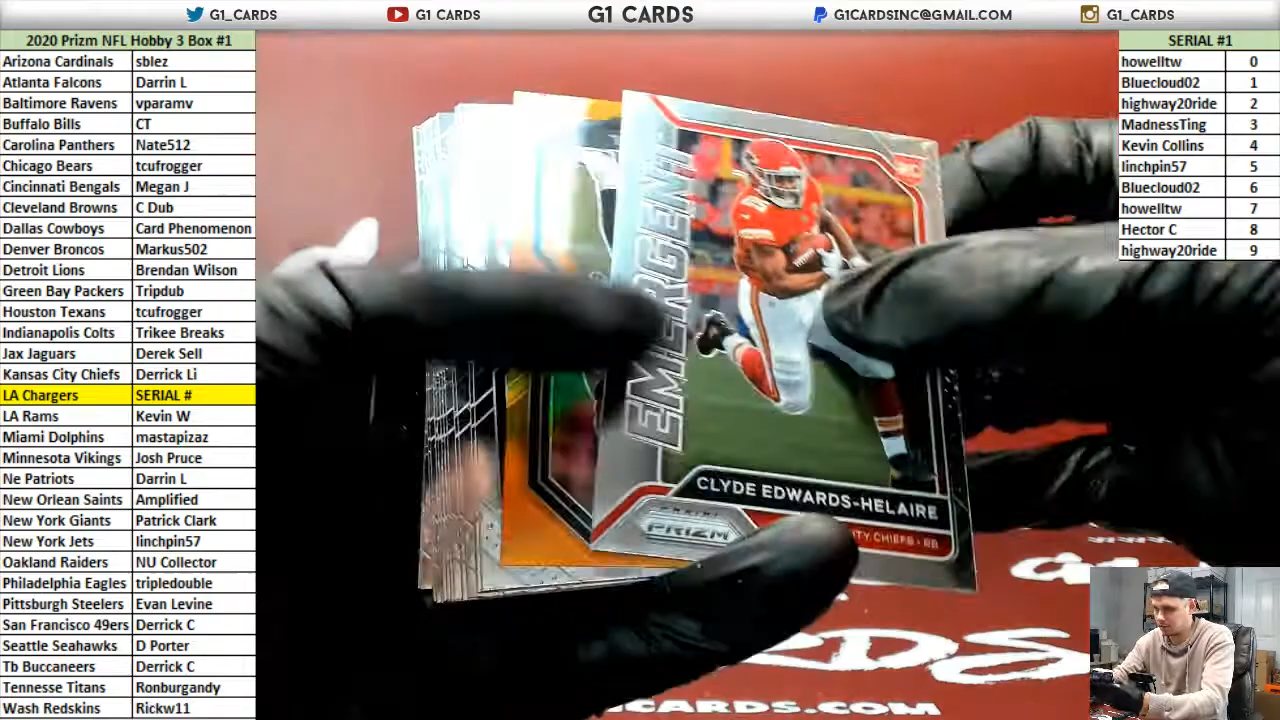 G1_CARDS G1 CARDS G1 CARDS G1CARDSINC@GMAIL.COM G1_CARDS
2020 Prizm NFL Hobby 3 Box #1
Arizona Cardinals sblez
Atlanta Falcons Darrin L
Baltimore Ravens vparamv
Buffalo Bills CT
Carolina Panthers Nate512
Chicago Bears tcufrogger
Cincinnati Bengals Megan J
Cleveland Browns C Dub
Dallas Cowboys Card Phenomenon
Denver Broncos Markus502
Detroit Lions Brendan Wilson
Green Bay Packers Tripdub
Houston Texans tcufrogger
Indianapolis Colts Trikee Breaks
Jax Jaguars Derek Sell
Kansas City Chiefs Derrick Li
LA Chargers SERIAL #
LA Rams Kevin W
Miami Dolphins mastapizaz
Minnesota Vikings Josh Pruce
Ne Patriots Darrin L
New Orlean Saints Amplified
New York Giants Patrick Clark
New York Jets linchpin57
Oakland Raiders NU Collector
Philadelphia Eagles tripledouble
Pittsburgh Steelers Evan Levine
San Francisco 49ers Derrick C
Seattle Seahawks D Porter
Tb Buccaneers Derrick C
Tennesse Titans Ronburgandy
Wash Redskins Rickw11
EMERGENT
RC
CLYDE EDWARDS-HELAIRE
PANINI
PRIZM
CHIEFS • RB
CARDS.COM
SERIAL #1
howelltw 0
Bluecloud02 1
highway20ride 2
MadnessTing 3
Kevin Collins 4
linchpin57 5
Bluecloud02 6
howelltw 7
Hector C 8
highway20ride 9